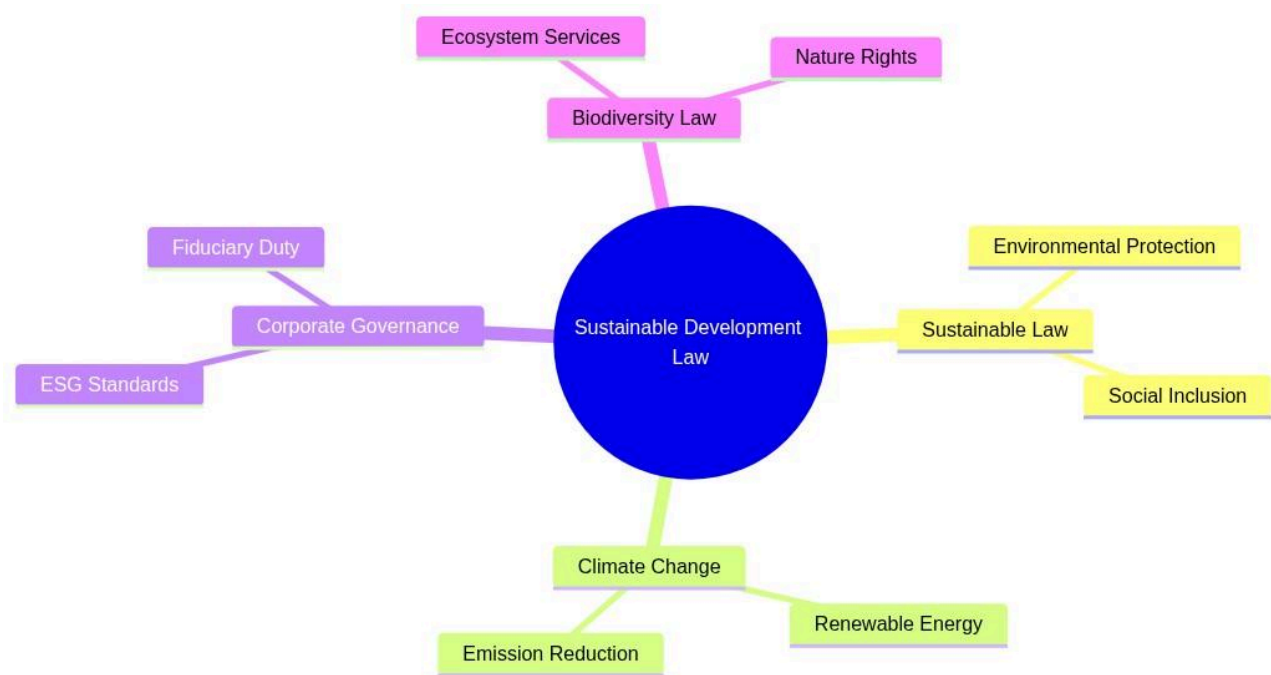 Ecosystem Services
Nature Rights
Biodiversity Law
Fiduciary Duty
Environmental Protection
Corporate Governance
Sustainable Development
Law
Sustainable Law
ESG Standards
Social Inclusion
Climate Change
Renewable Energy
Emission Reduction